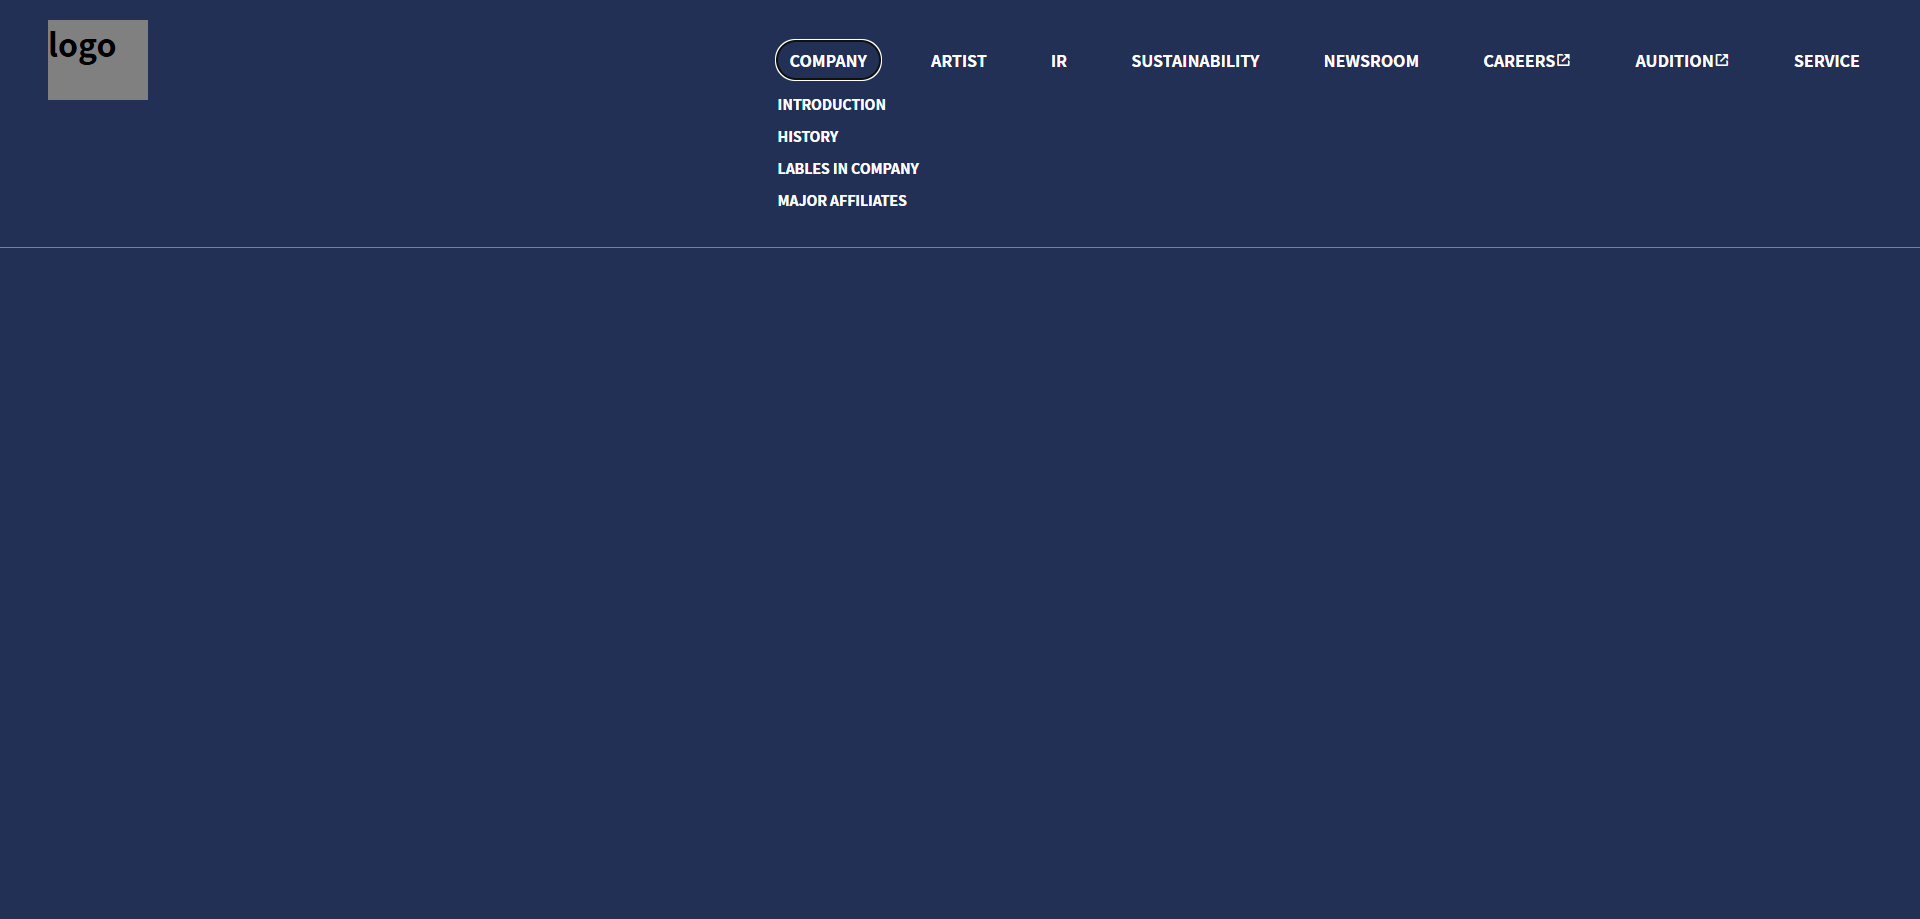 logo
COMPANY ARTIST IR SUSTAINABILITY NEWSROOM CAREERS AUDITION SERVICE
INTRODUCTION
HISTORY
LABLES IN COMPANY
MAJOR AFFILIATES